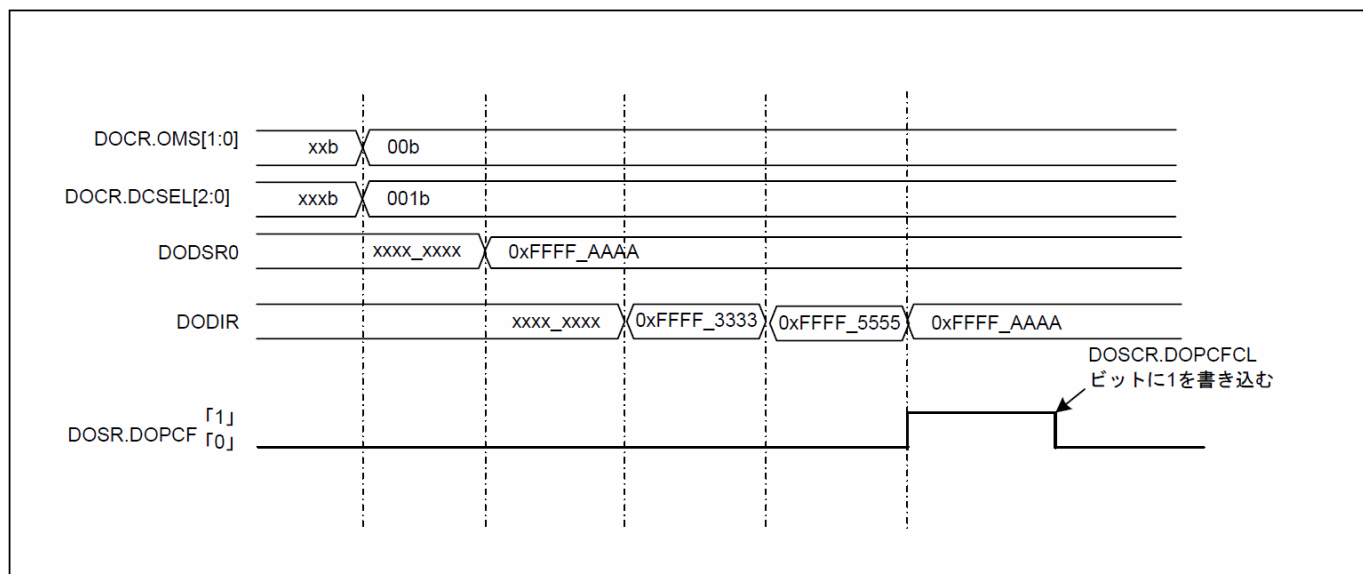 DOCR.OMS[1:0] xxb 00b
DOCR.DCSEL[2:0] xxxb 001b
DODSR0 xxxx_xxxx 0xFFFF_AAAA
DODIR xxxx_xxxx 0xFFFF_3333 0xFFFF_5555 0xFFFF_AAAA
DOSCR.DOPCFCL
ビットに1を書き込む
DOSR.DOPCF 「1」
「0」